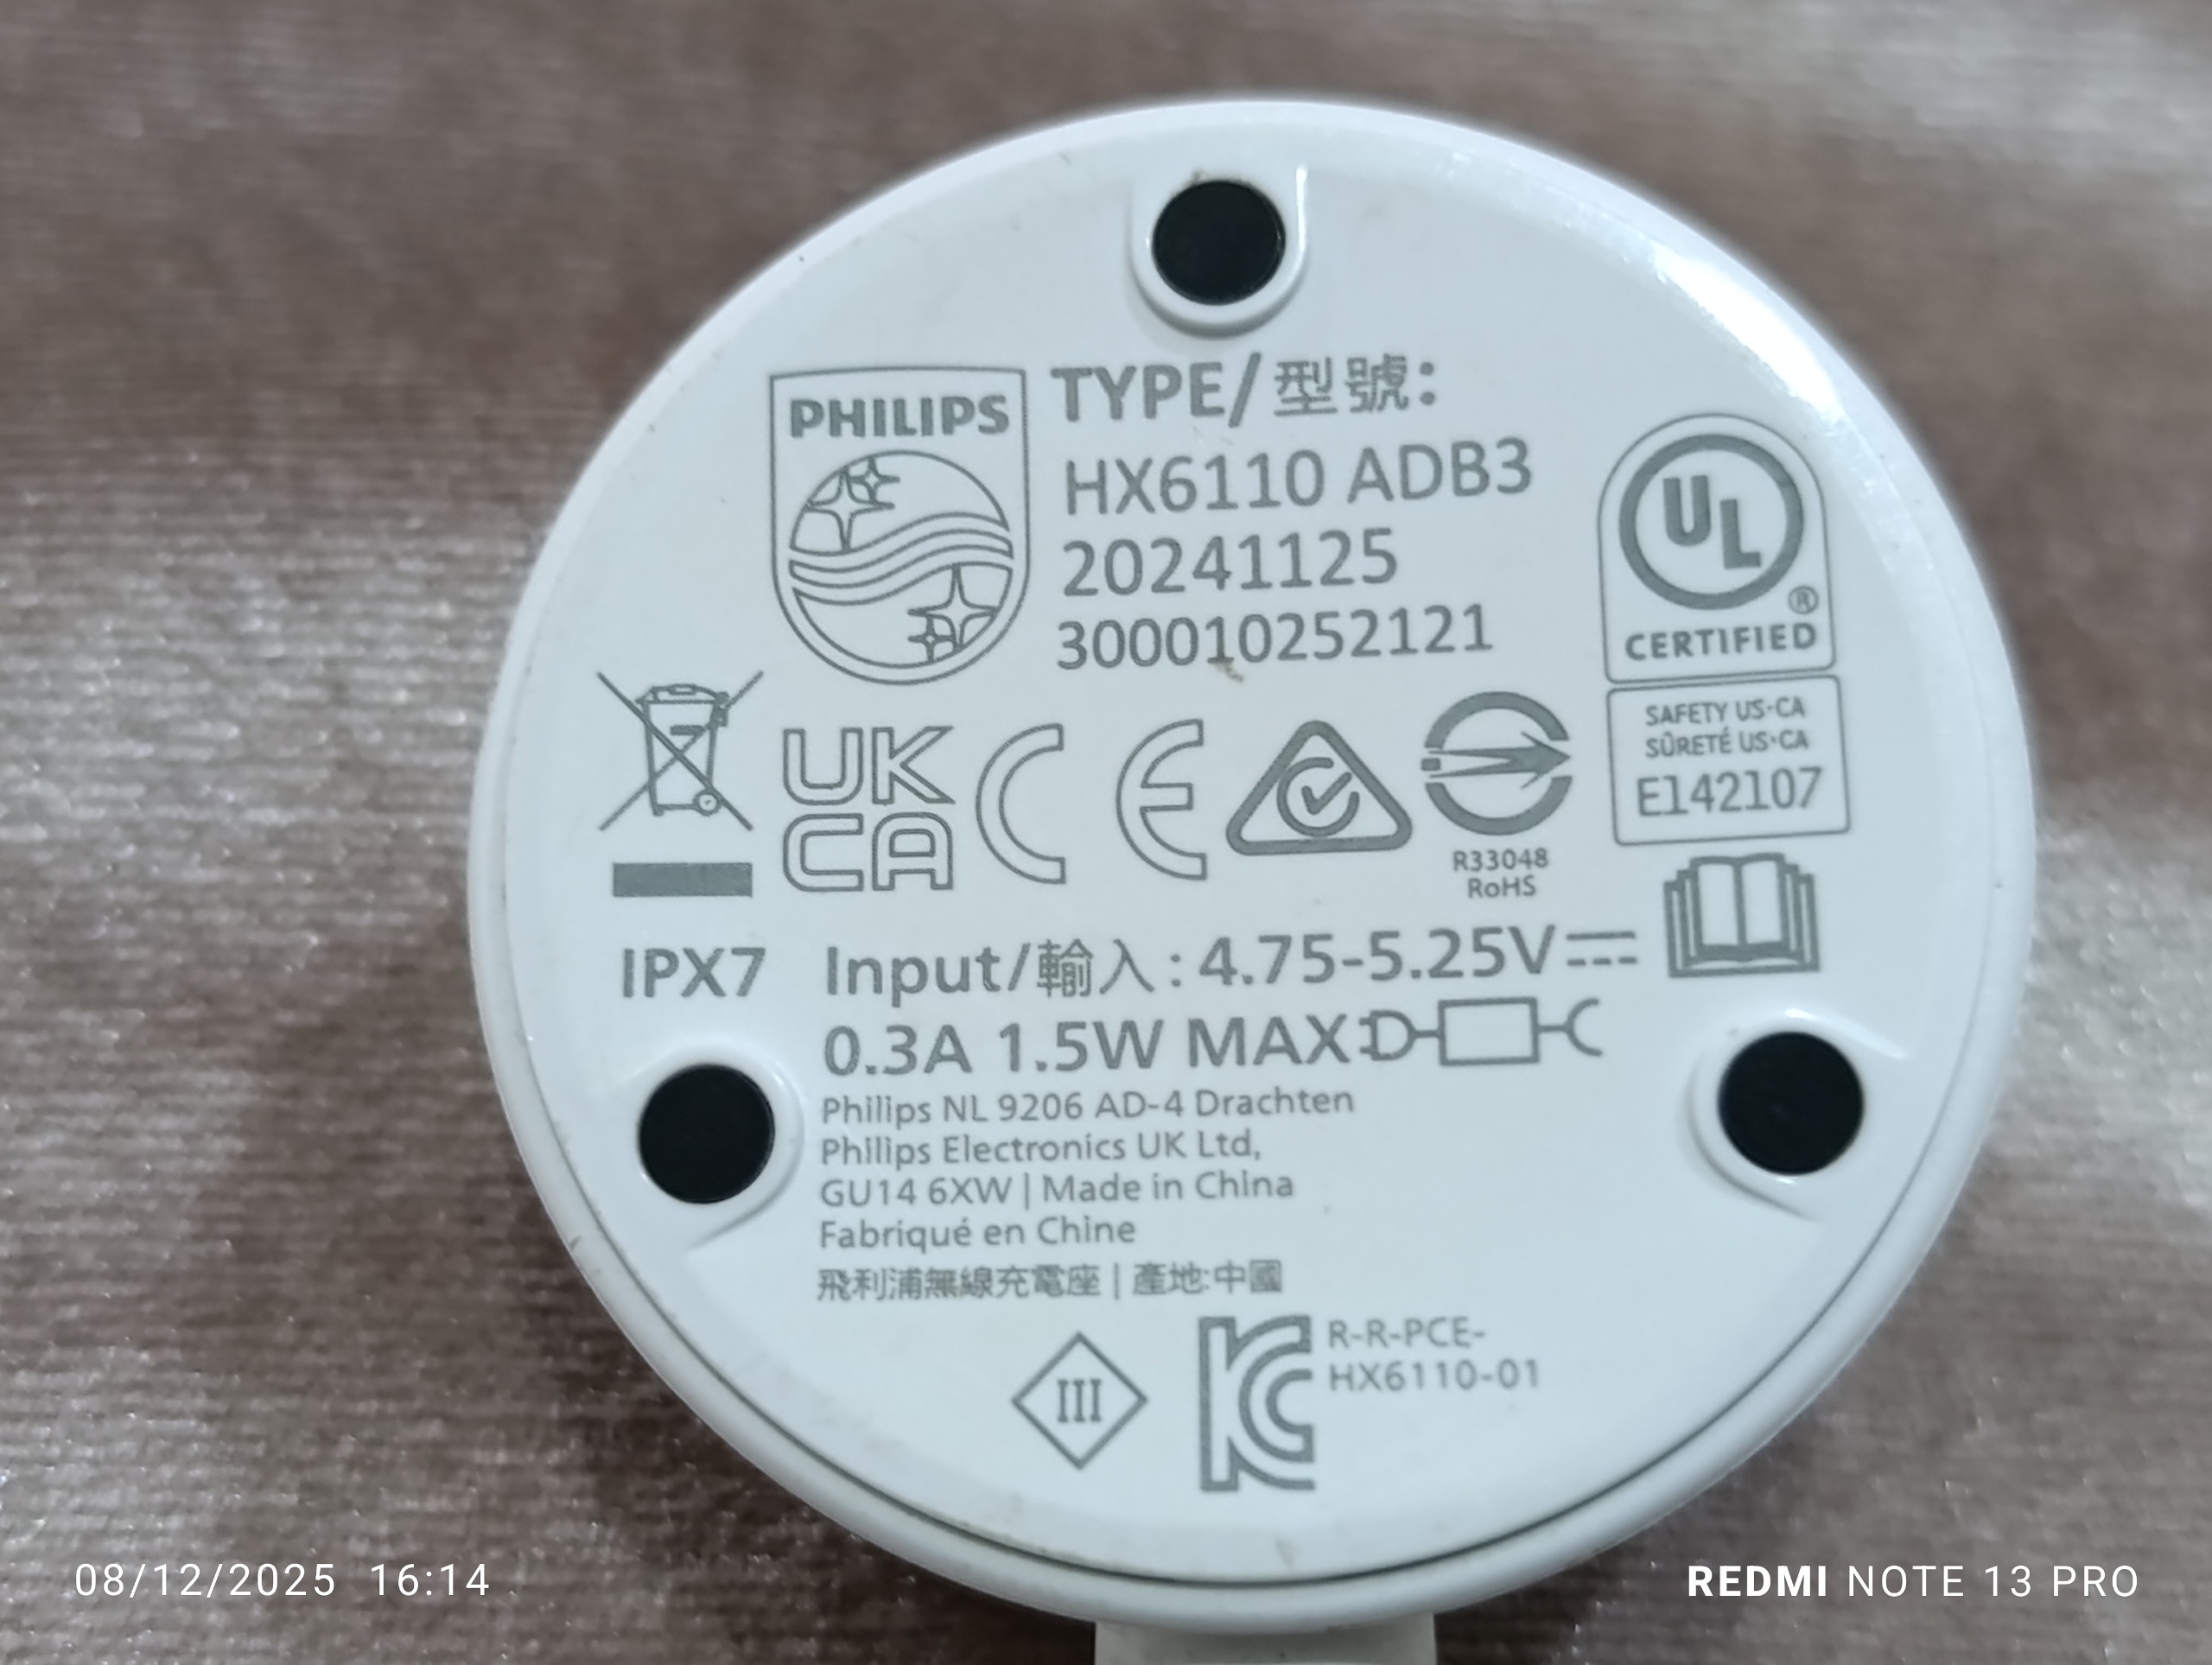 PHILIPS
TYPE/型號:
HX6110 ADB3
20241125
300010252121
UL
®
CERTIFIED
SAFETY US·CA
SÛRETÉ US·CA
E142107
UK
CA
CE
R33048
RoHS
IPX7
Input/輸入: 4.75-5.25V
0.3A 1.5W MAX
Philips NL 9206 AD-4 Drachten
Philips Electronics UK Ltd,
GU14 6XW | Made in China
Fabriqué en Chine
飛利浦無線充電座 | 產地:中國
III
KC
R-R-PCE-
HX6110-01
08/12/2025 16:14
REDMI NOTE 13 PRO